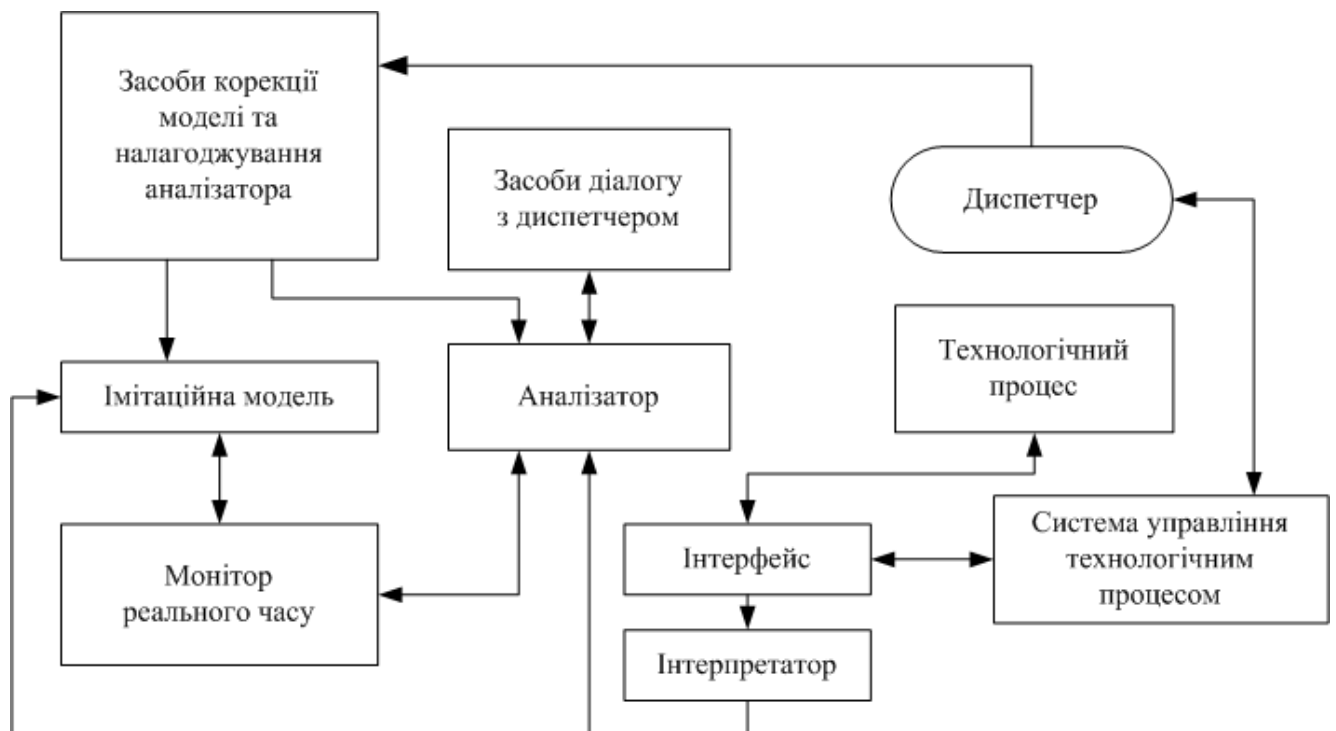 Засоби корекції
моделі та
налагоджування
аналізатора
Засоби діалогу
з диспетчером
Диспетчер
Технологічний
процес
Імітаційна модель
Аналізатор
Монітор
реального часу
Інтерфейс
Система управління
технологічним
процесом
Інтерпретатор